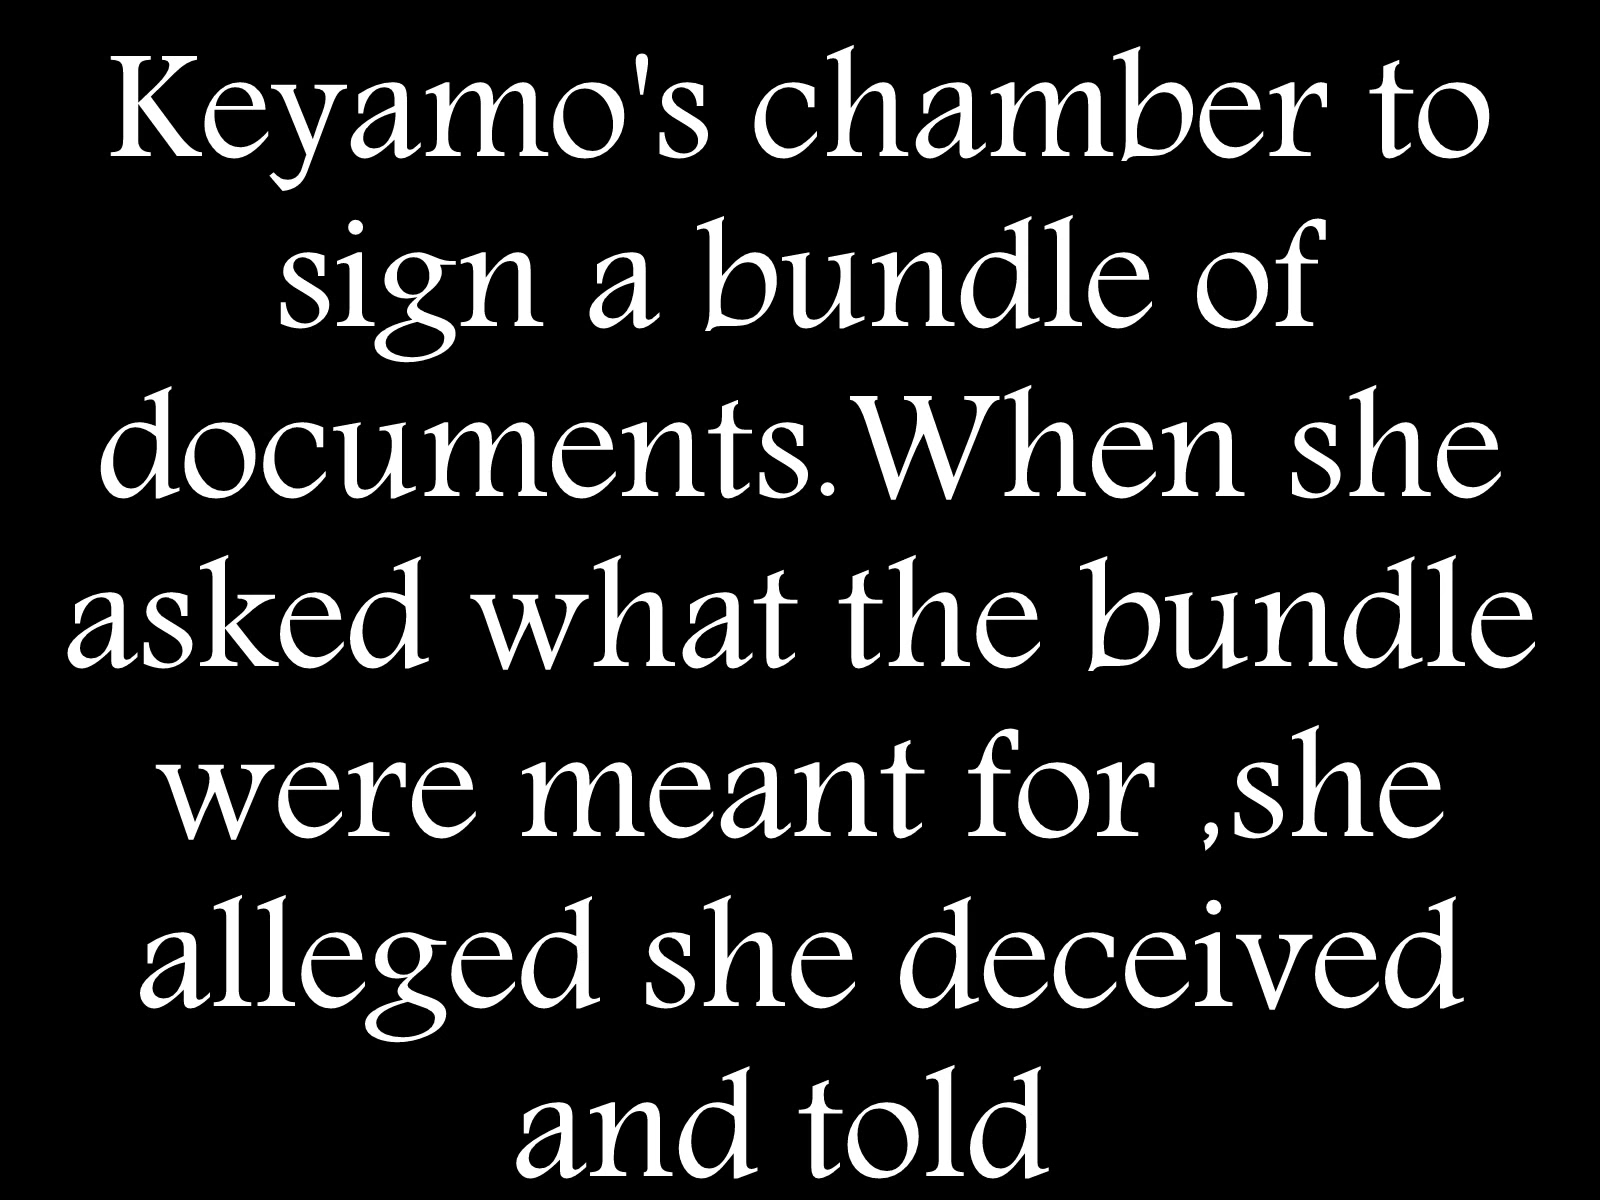 Keyamo's chamber to
sign a bundle of
documents.When she
asked what the bundle
were meant for ,she
alleged she deceived
and told